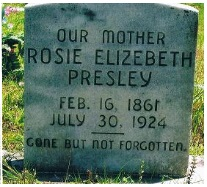 OUR MOTHER
ROSIE ELIZEBETH
PRESLEY
FEB. 16, 1861
JULY 30, 1924
GONE BUT NOT FORGOTTEN.